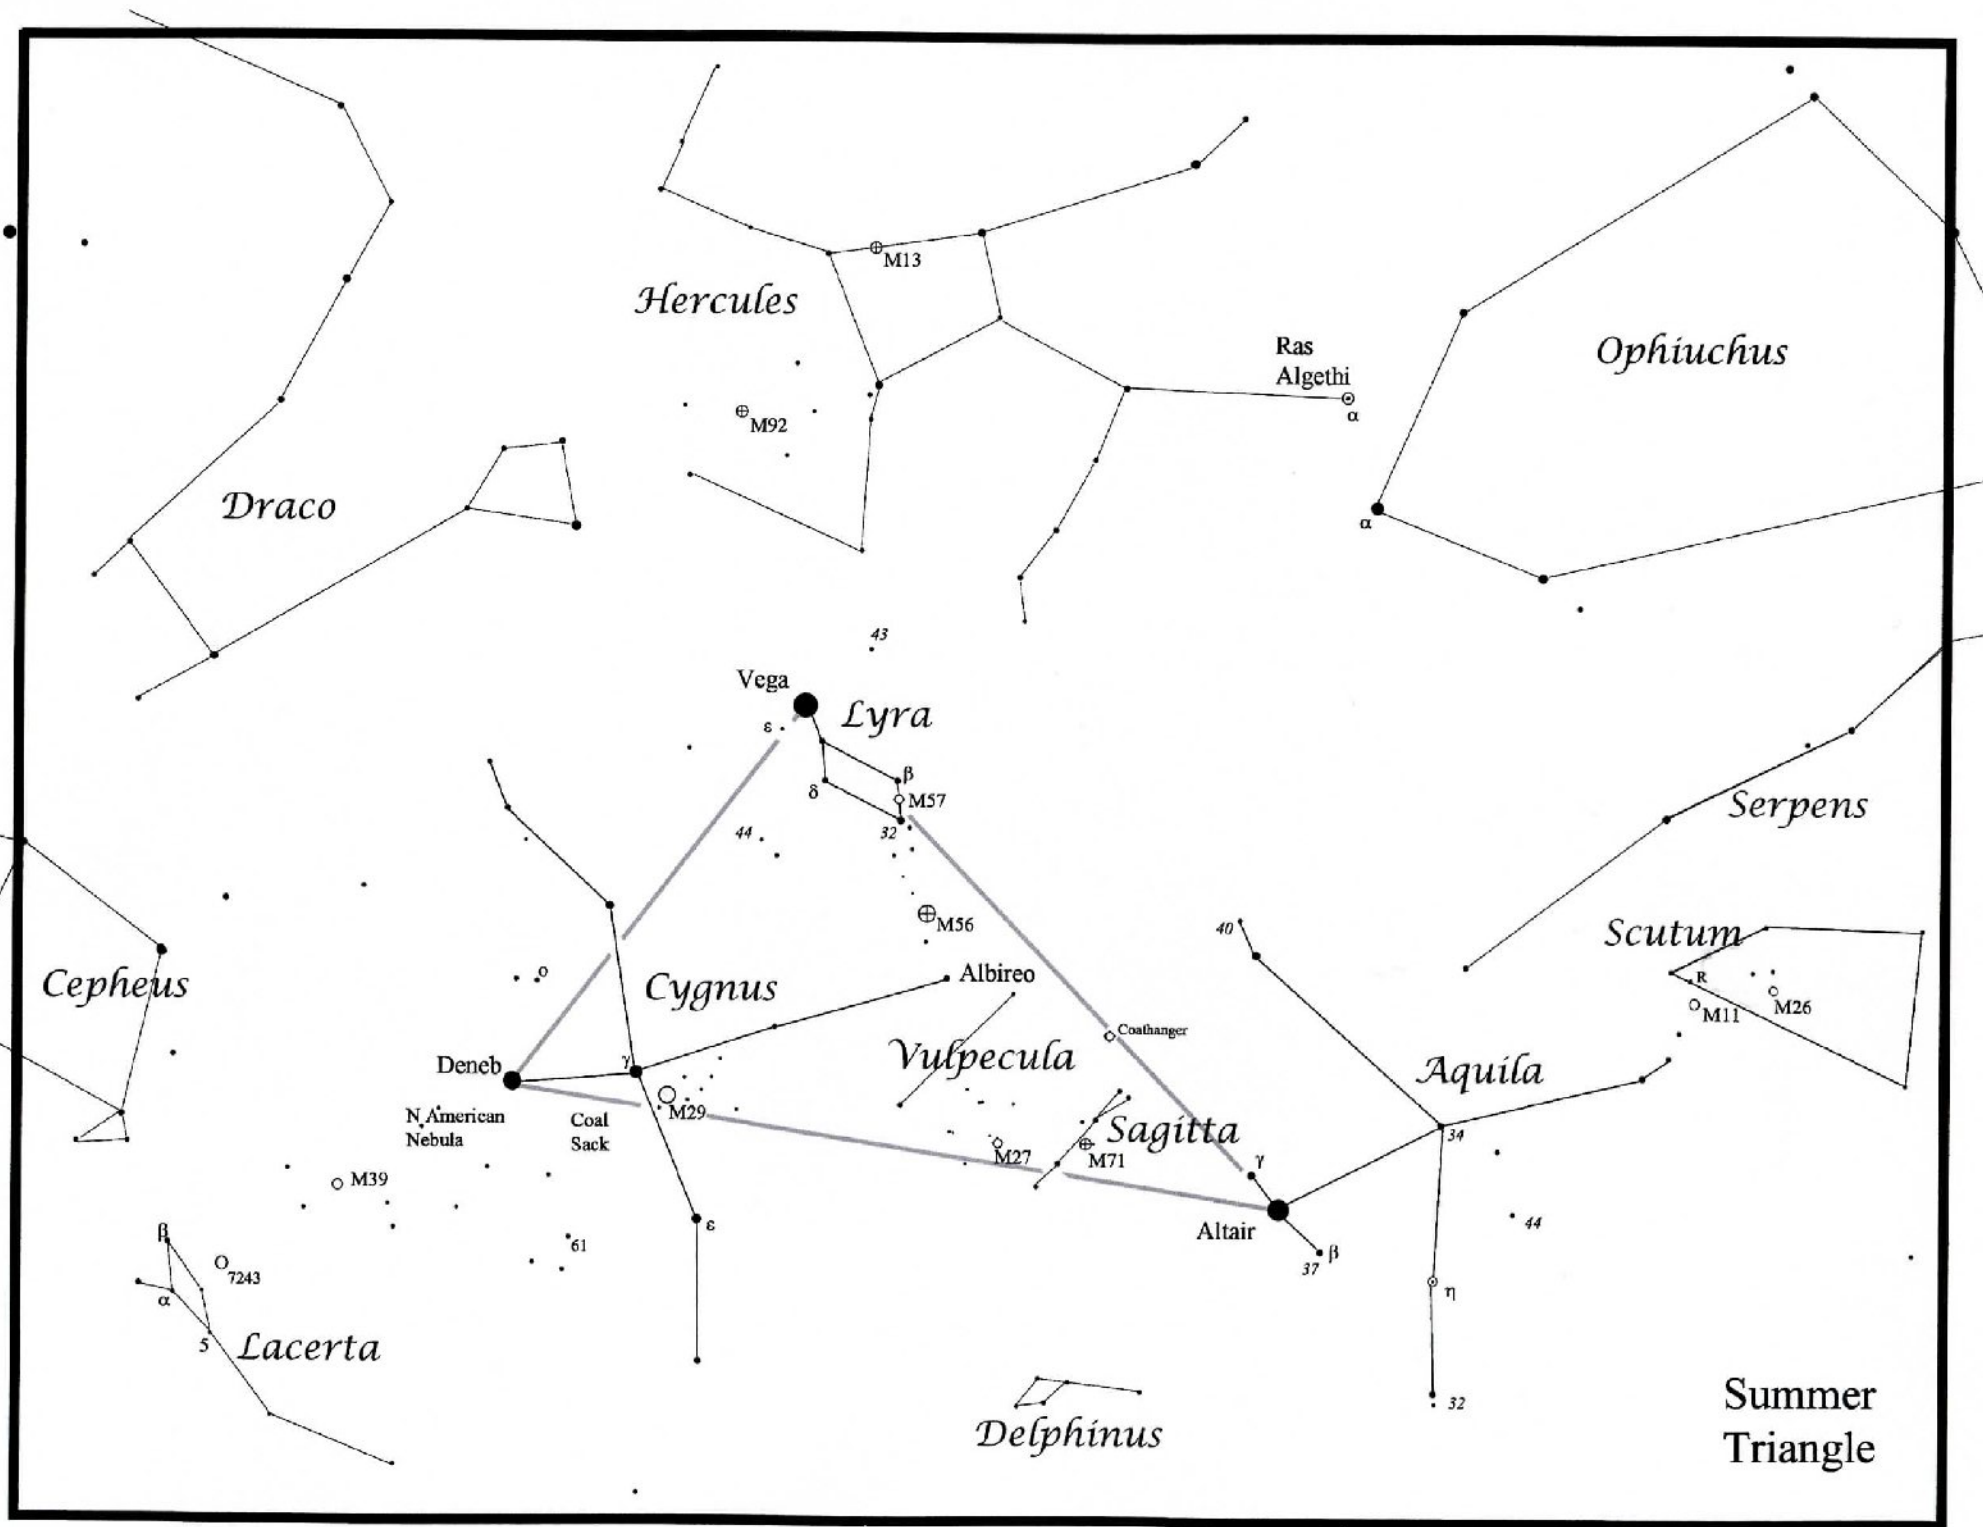 M13
Hercules
Ras
Algethi
α
Ophiuchus
M92
Draco
α
43
Vega
ε
Lyra
β
δ
M57
32
44
Serpens
M56
40
Scutum
R
M26
M11
o
Albireo
Cepheus
Cygnus
Coathanger
Vulpecula
Aquila
Deneb
γ
M29
N. American
Nebula
Coal
Sack
Sagitta
34
M27
M71
γ
M39
Altair
44
β
37
ε
β
61
7243
α
η
5
Lacerta
32
Delphinus
Summer
Triangle